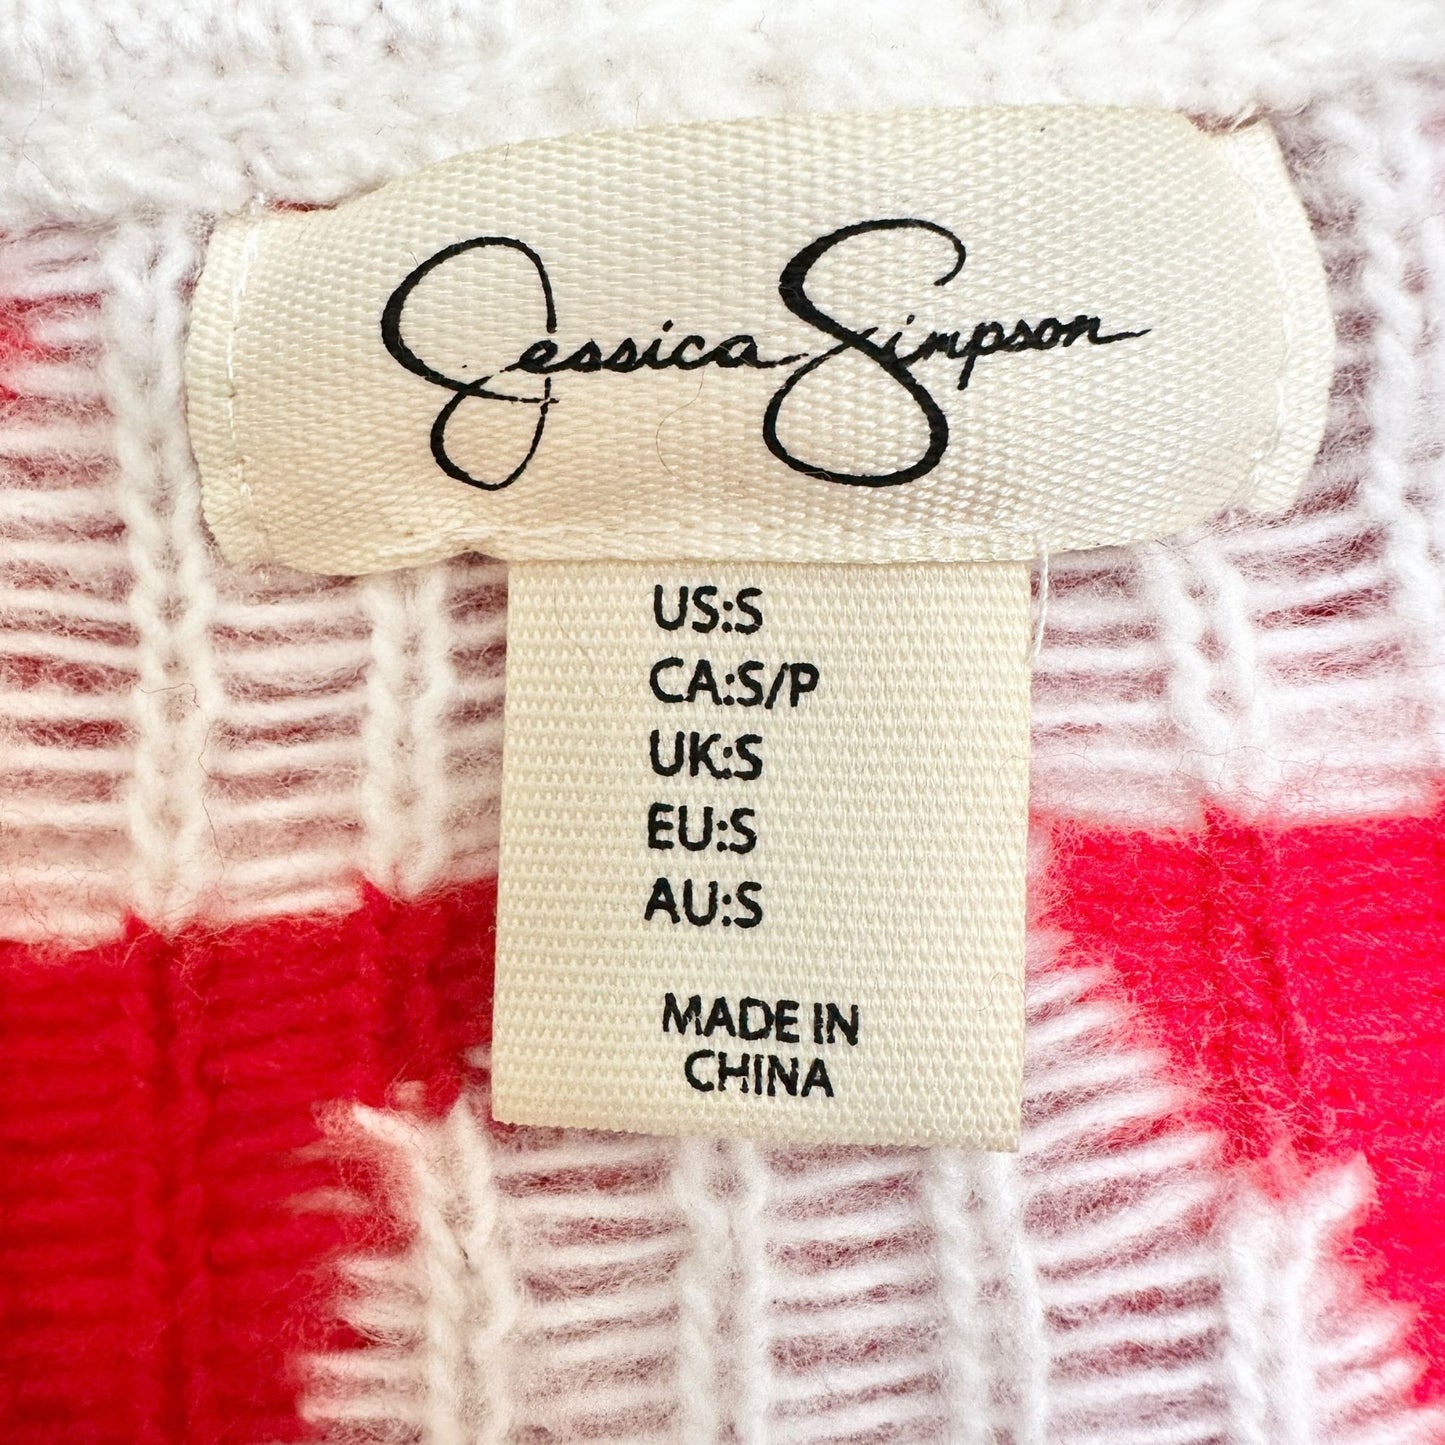 Jessica Simpson
US:S
CA:S/P
UK:S
EU:S
AU:S
MADE IN
CHINA